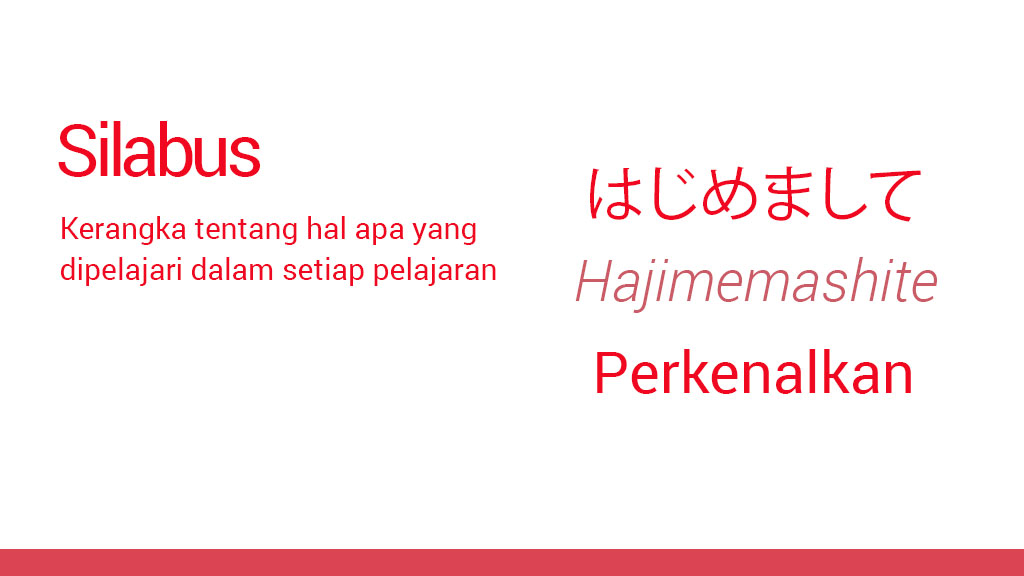 Silabus
Kerangka tentang hal apa yang
dipelajari dalam setiap pelajaran
はじめまして
Hajimemashite
Perkenalkan